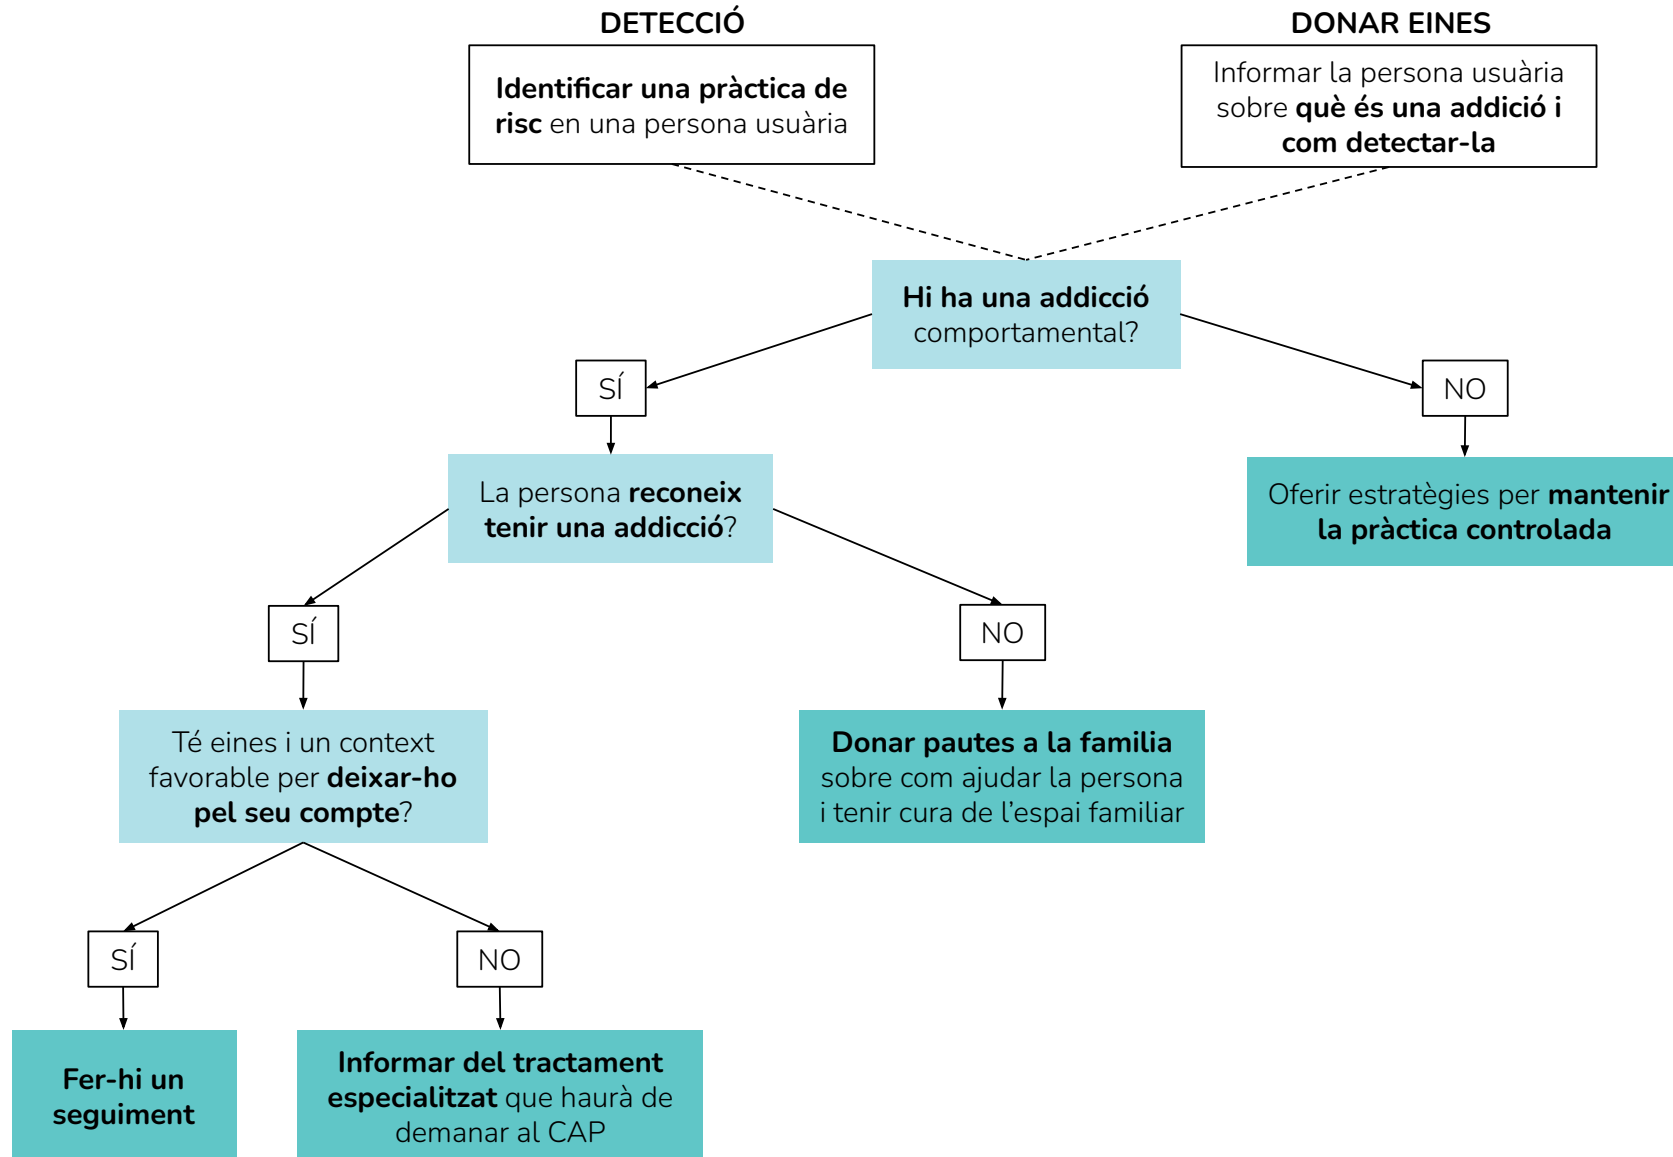 DETECCIÓ
DONAR EINES
Identificar una pràctica de
risc en una persona usuària
Informar la persona usuària
sobre què és una addició i
com detectar-la
Hi ha una addicció
comportamental?
SÍ
NO
La persona reconeix
tenir una addicció?
Oferir estratègies per mantenir
la pràctica controlada
SÍ
NO
Té eines i un context
favorable per deixar-ho
pel seu compte?
Donar pautes a la familia
sobre com ajudar la persona
i tenir cura de l’espai familiar
SÍ
NO
Fer-hi un
seguiment
Informar del tractament
especialitzat que haurà de
demanar al CAP